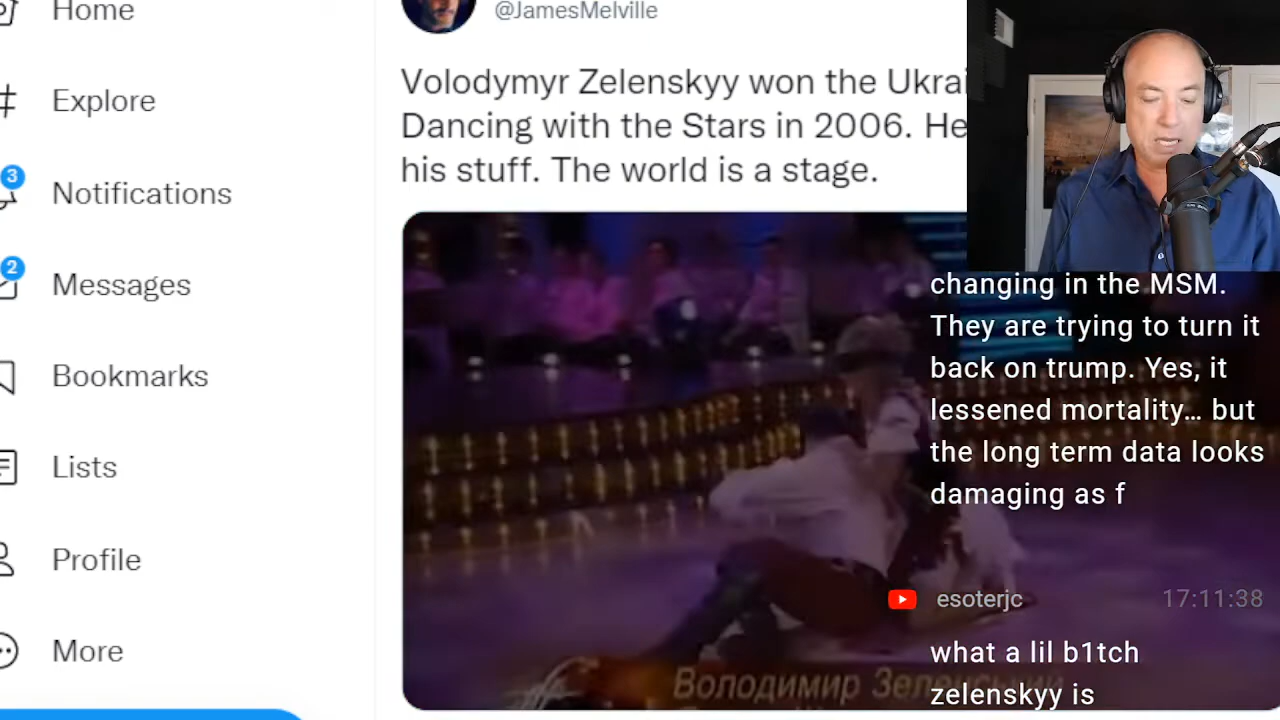 Home
Explore
3
Notifications
2
Messages
Bookmarks
Lists
Profile
More
@JamesMelville
Volodymyr Zelenskyy won the Ukrai
Dancing with the Stars in 2006. He
his stuff. The world is a stage.
Володимир Зеленський
changing in the MSM.
They are trying to turn it
back on trump. Yes, it
lessened mortality… but
the long term data looks
damaging as f
esoterjc
17:11:38
what a lil b1tch
zelenskyy is